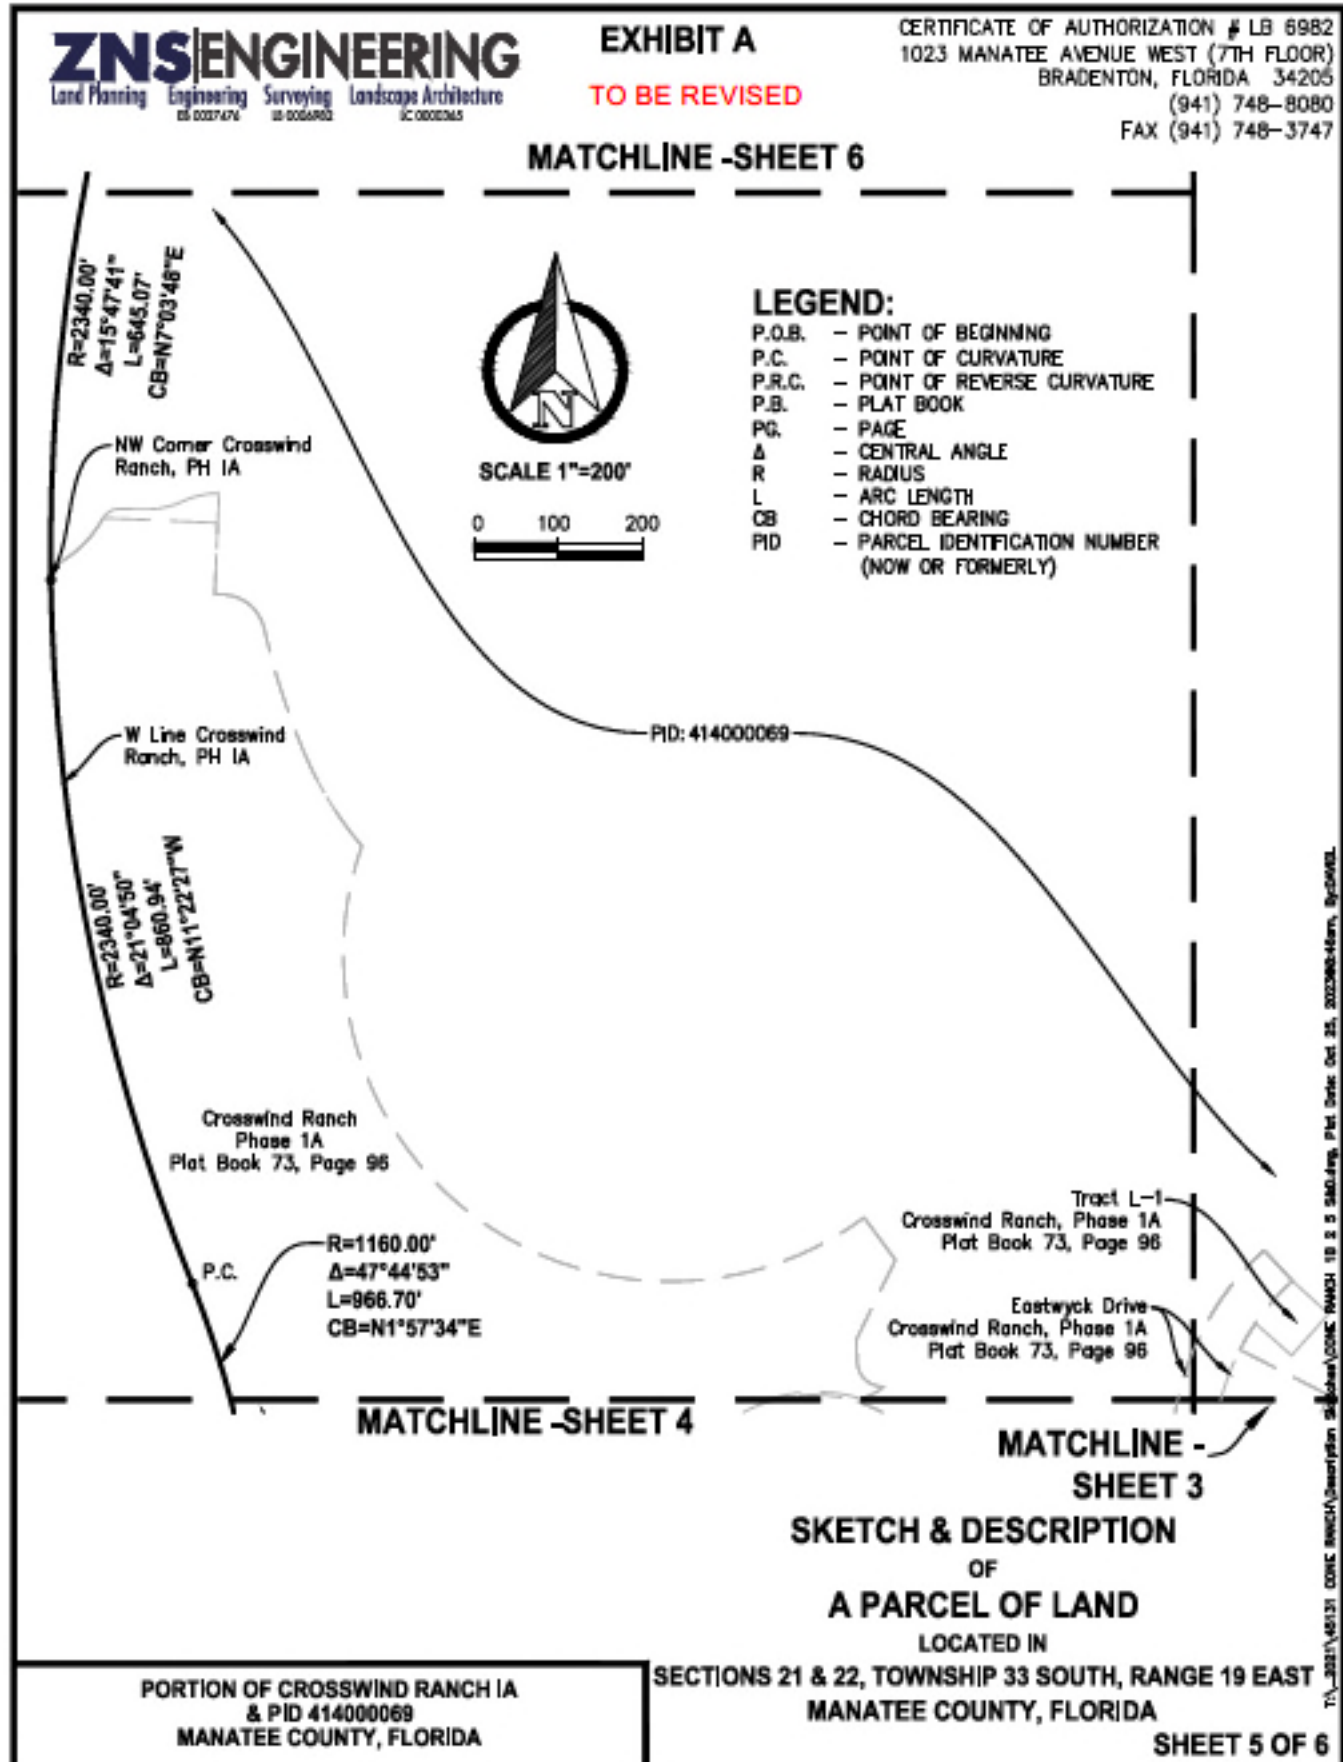 ZNS ENGINEERING
Land Planning Engineering Surveying Landscape Architecture
EB 0027476 LB 0006982 LC 0000365
EXHIBIT A
TO BE REVISED
CERTIFICATE OF AUTHORIZATION # LB 6982
1023 MANATEE AVENUE WEST (7TH FLOOR)
BRADENTON, FLORIDA 34205
(941) 748-8080
FAX (941) 748-3747
MATCHLINE -SHEET 6
R=2340.00'
Δ=15°47'41"
L=645.07'
CB=N7°03'48"E
N
SCALE 1"=200'
0 100 200
LEGEND:
P.O.B. - POINT OF BEGINNING
P.C. - POINT OF CURVATURE
P.R.C. - POINT OF REVERSE CURVATURE
P.B. - PLAT BOOK
PG. - PAGE
Δ - CENTRAL ANGLE
R - RADIUS
L - ARC LENGTH
CB - CHORD BEARING
PID - PARCEL IDENTIFICATION NUMBER
(NOW OR FORMERLY)
NW Corner Crosswind
Ranch, PH IA
W Line Crosswind
Ranch, PH IA
PID: 414000069
R=2340.00'
Δ=21°04'50"
L=860.94'
CB=N11°22'27"W
Crosswind Ranch
Phase 1A
Plat Book 73, Page 96
P.C.
R=1160.00'
Δ=47°44'53"
L=966.70'
CB=N1°57'34"E
Tract L-1
Crosswind Ranch, Phase 1A
Plat Book 73, Page 96
Eastwyck Drive
Crosswind Ranch, Phase 1A
Plat Book 73, Page 96
MATCHLINE -SHEET 4
MATCHLINE -
SHEET 3
SKETCH & DESCRIPTION
OF
A PARCEL OF LAND
LOCATED IN
SECTIONS 21 & 22, TOWNSHIP 33 SOUTH, RANGE 19 EAST
MANATEE COUNTY, FLORIDA
SHEET 5 OF 6
PORTION OF CROSSWIND RANCH IA
& PID 414000069
MANATEE COUNTY, FLORIDA